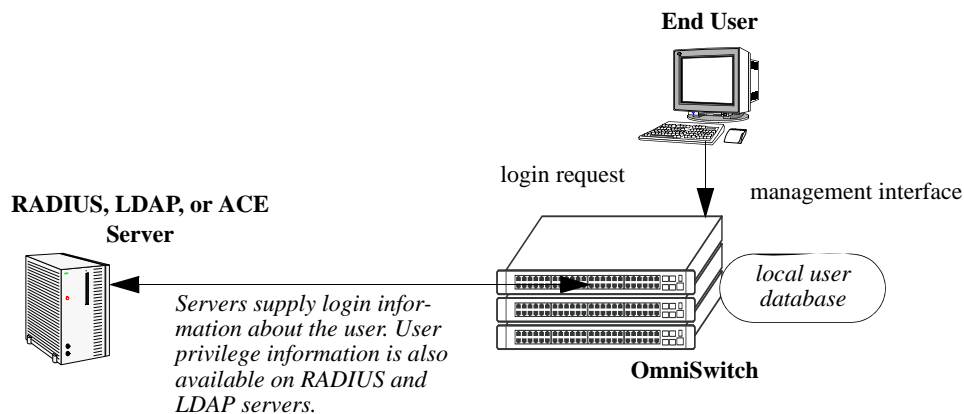 End User
login request
management interface
RADIUS, LDAP, or ACE
Server
local user
database
Servers supply login infor-
mation about the user. User
privilege information is also
available on RADIUS and
LDAP servers.
OmniSwitch